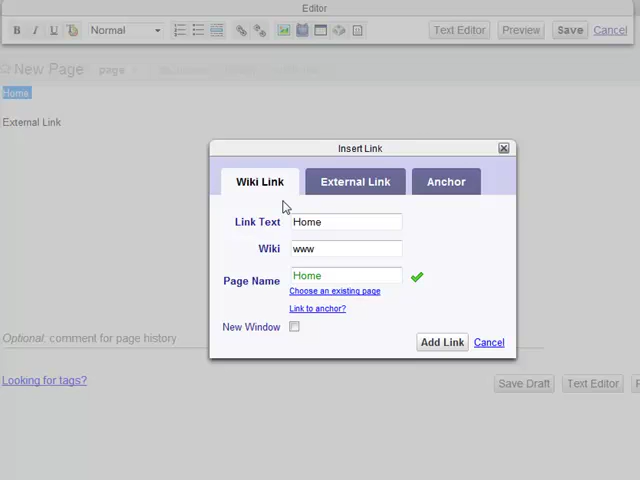 Editor
B I U T Normal Text Editor Preview Save Cancel
New Page page
Home
External Link
Insert Link
Wiki Link External Link Anchor
Link Text Home
Wiki www
Page Name Home
Choose an existing page
Link to anchor?
New Window
Add Link Cancel
Optional: comment for page history
Looking for tags?
Save Draft Text Editor P